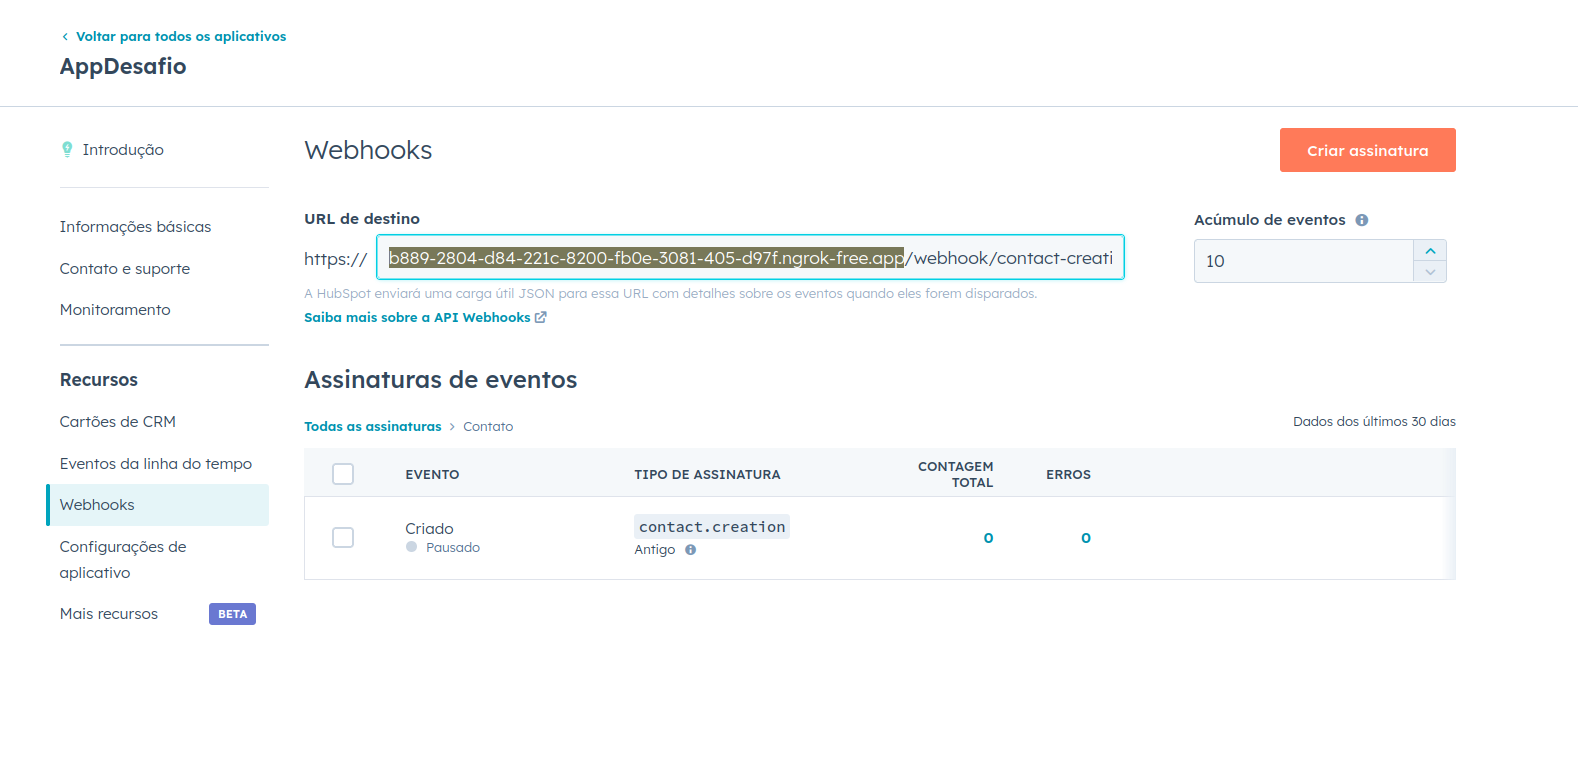 Voltar para todos os aplicativos
AppDesafio
Introdução
Informações básicas
Contato e suporte
Monitoramento
Recursos
Cartões de CRM
Eventos da linha do tempo
Webhooks
Configurações de
aplicativo
Mais recursos BETA
Webhooks
Criar assinatura
URL de destino
https:// b889-2804-d84-221c-8200-fb0e-3081-405-d97f.ngrok-free.app/webhook/contact-creati
A HubSpot enviará uma carga útil JSON para essa URL com detalhes sobre os eventos quando eles forem disparados.
Saiba mais sobre a API Webhooks
Acúmulo de eventos
10
Assinaturas de eventos
Todas as assinaturas > Contato
Dados dos últimos 30 dias
EVENTO TIPO DE ASSINATURA CONTAGEM TOTAL ERROS
Criado contact.creation 0 0
Pausado Antigo